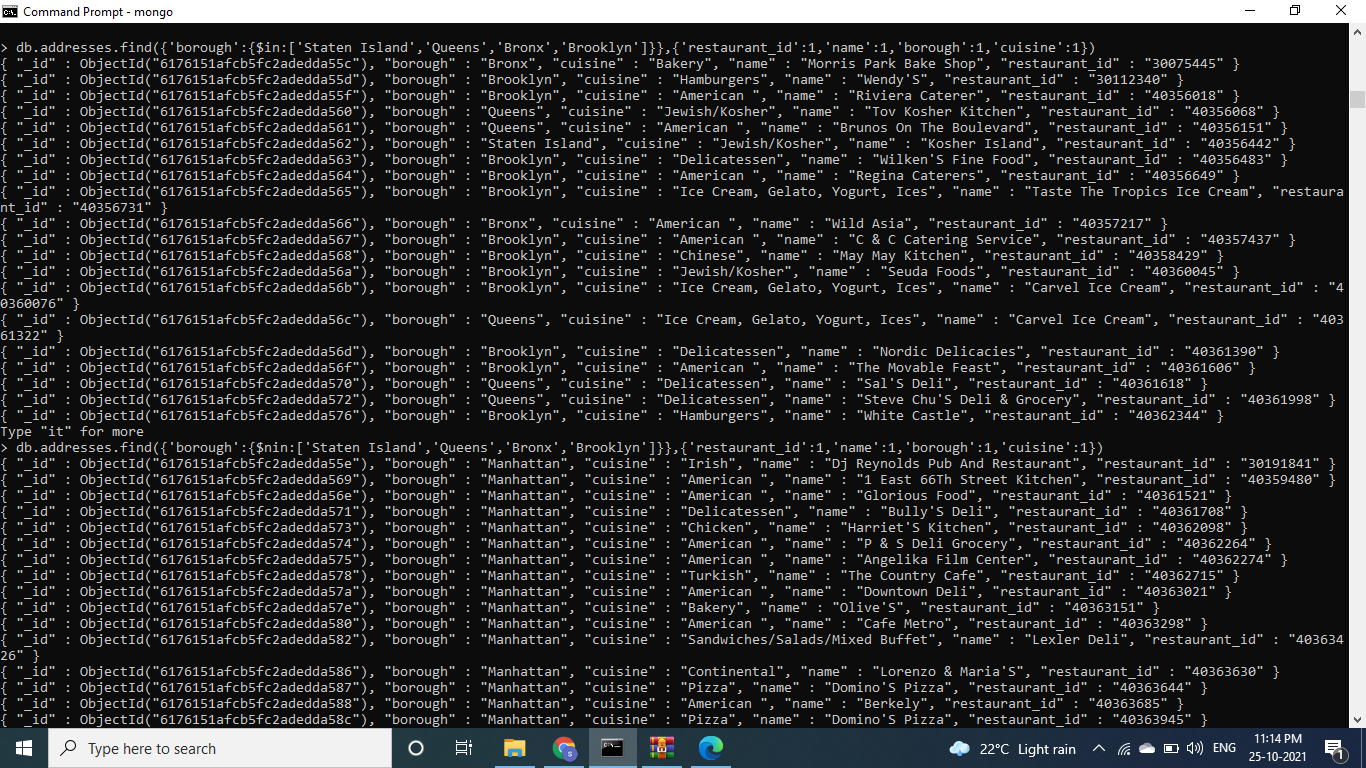 Command Prompt - mongo
> db.addresses.find({'borough':{$in:['Staten Island','Queens','Bronx','Brooklyn']}},{'restaurant_id':1,'name':1,'borough':1,'cuisine':1})
{ "_id" : ObjectId("6176151afcb5fc2adedda55c"), "borough" : "Bronx", "cuisine" : "Bakery", "name" : "Morris Park Bake Shop", "restaurant_id" : "30075445" }
{ "_id" : ObjectId("6176151afcb5fc2adedda55d"), "borough" : "Brooklyn", "cuisine" : "Hamburgers", "name" : "Wendy'S", "restaurant_id" : "30112340" }
{ "_id" : ObjectId("6176151afcb5fc2adedda55f"), "borough" : "Brooklyn", "cuisine" : "American ", "name" : "Riviera Caterer", "restaurant_id" : "40356018" }
{ "_id" : ObjectId("6176151afcb5fc2adedda560"), "borough" : "Queens", "cuisine" : "Jewish/Kosher", "name" : "Tov Kosher Kitchen", "restaurant_id" : "40356068" }
{ "_id" : ObjectId("6176151afcb5fc2adedda561"), "borough" : "Queens", "cuisine" : "American ", "name" : "Brunos On The Boulevard", "restaurant_id" : "40356151" }
{ "_id" : ObjectId("6176151afcb5fc2adedda562"), "borough" : "Staten Island", "cuisine" : "Jewish/Kosher", "name" : "Kosher Island", "restaurant_id" : "40356442" }
{ "_id" : ObjectId("6176151afcb5fc2adedda563"), "borough" : "Brooklyn", "cuisine" : "Delicatessen", "name" : "Wilken'S Fine Food", "restaurant_id" : "40356483" }
{ "_id" : ObjectId("6176151afcb5fc2adedda564"), "borough" : "Brooklyn", "cuisine" : "American ", "name" : "Regina Caterers", "restaurant_id" : "40356649" }
{ "_id" : ObjectId("6176151afcb5fc2adedda565"), "borough" : "Brooklyn", "cuisine" : "Ice Cream, Gelato, Yogurt, Ices", "name" : "Taste The Tropics Ice Cream", "restaura
nt_id" : "40356731" }
{ "_id" : ObjectId("6176151afcb5fc2adedda566"), "borough" : "Bronx", "cuisine" : "American ", "name" : "Wild Asia", "restaurant_id" : "40357217" }
{ "_id" : ObjectId("6176151afcb5fc2adedda567"), "borough" : "Brooklyn", "cuisine" : "American ", "name" : "C & C Catering Service", "restaurant_id" : "40357437" }
{ "_id" : ObjectId("6176151afcb5fc2adedda568"), "borough" : "Brooklyn", "cuisine" : "Chinese", "name" : "May May Kitchen", "restaurant_id" : "40358429" }
{ "_id" : ObjectId("6176151afcb5fc2adedda56a"), "borough" : "Brooklyn", "cuisine" : "Jewish/Kosher", "name" : "Seuda Foods", "restaurant_id" : "40360045" }
{ "_id" : ObjectId("6176151afcb5fc2adedda56b"), "borough" : "Brooklyn", "cuisine" : "Ice Cream, Gelato, Yogurt, Ices", "name" : "Carvel Ice Cream", "restaurant_id" : "4
0360076" }
{ "_id" : ObjectId("6176151afcb5fc2adedda56c"), "borough" : "Queens", "cuisine" : "Ice Cream, Gelato, Yogurt, Ices", "name" : "Carvel Ice Cream", "restaurant_id" : "403
61322" }
{ "_id" : ObjectId("6176151afcb5fc2adedda56d"), "borough" : "Brooklyn", "cuisine" : "Delicatessen", "name" : "Nordic Delicacies", "restaurant_id" : "40361390" }
{ "_id" : ObjectId("6176151afcb5fc2adedda56f"), "borough" : "Brooklyn", "cuisine" : "American ", "name" : "The Movable Feast", "restaurant_id" : "40361606" }
{ "_id" : ObjectId("6176151afcb5fc2adedda570"), "borough" : "Queens", "cuisine" : "Delicatessen", "name" : "Sal'S Deli", "restaurant_id" : "40361618" }
{ "_id" : ObjectId("6176151afcb5fc2adedda572"), "borough" : "Queens", "cuisine" : "Delicatessen", "name" : "Steve Chu'S Deli & Grocery", "restaurant_id" : "40361998" }
{ "_id" : ObjectId("6176151afcb5fc2adedda576"), "borough" : "Brooklyn", "cuisine" : "Hamburgers", "name" : "White Castle", "restaurant_id" : "40362344" }
Type "it" for more
> db.addresses.find({'borough':{$nin:['Staten Island','Queens','Bronx','Brooklyn']}},{'restaurant_id':1,'name':1,'borough':1,'cuisine':1})
{ "_id" : ObjectId("6176151afcb5fc2adedda55e"), "borough" : "Manhattan", "cuisine" : "Irish", "name" : "Dj Reynolds Pub And Restaurant", "restaurant_id" : "30191841" }
{ "_id" : ObjectId("6176151afcb5fc2adedda569"), "borough" : "Manhattan", "cuisine" : "American ", "name" : "1 East 66Th Street Kitchen", "restaurant_id" : "40359480" }
{ "_id" : ObjectId("6176151afcb5fc2adedda56e"), "borough" : "Manhattan", "cuisine" : "American ", "name" : "Glorious Food", "restaurant_id" : "40361521" }
{ "_id" : ObjectId("6176151afcb5fc2adedda571"), "borough" : "Manhattan", "cuisine" : "Delicatessen", "name" : "Bully'S Deli", "restaurant_id" : "40361708" }
{ "_id" : ObjectId("6176151afcb5fc2adedda573"), "borough" : "Manhattan", "cuisine" : "Chicken", "name" : "Harriet'S Kitchen", "restaurant_id" : "40362098" }
{ "_id" : ObjectId("6176151afcb5fc2adedda574"), "borough" : "Manhattan", "cuisine" : "American ", "name" : "P & S Deli Grocery", "restaurant_id" : "40362264" }
{ "_id" : ObjectId("6176151afcb5fc2adedda575"), "borough" : "Manhattan", "cuisine" : "American ", "name" : "Angelika Film Center", "restaurant_id" : "40362274" }
{ "_id" : ObjectId("6176151afcb5fc2adedda578"), "borough" : "Manhattan", "cuisine" : "Turkish", "name" : "The Country Cafe", "restaurant_id" : "40362715" }
{ "_id" : ObjectId("6176151afcb5fc2adedda57a"), "borough" : "Manhattan", "cuisine" : "American ", "name" : "Downtown Deli", "restaurant_id" : "40363021" }
{ "_id" : ObjectId("6176151afcb5fc2adedda57e"), "borough" : "Manhattan", "cuisine" : "Bakery", "name" : "Olive'S", "restaurant_id" : "40363151" }
{ "_id" : ObjectId("6176151afcb5fc2adedda580"), "borough" : "Manhattan", "cuisine" : "American ", "name" : "Cafe Metro", "restaurant_id" : "40363298" }
{ "_id" : ObjectId("6176151afcb5fc2adedda582"), "borough" : "Manhattan", "cuisine" : "Sandwiches/Salads/Mixed Buffet", "name" : "Lexler Deli", "restaurant_id" : "403634
26" }
{ "_id" : ObjectId("6176151afcb5fc2adedda586"), "borough" : "Manhattan", "cuisine" : "Continental", "name" : "Lorenzo & Maria'S", "restaurant_id" : "40363630" }
{ "_id" : ObjectId("6176151afcb5fc2adedda587"), "borough" : "Manhattan", "cuisine" : "Pizza", "name" : "Domino'S Pizza", "restaurant_id" : "40363644" }
{ "_id" : ObjectId("6176151afcb5fc2adedda588"), "borough" : "Manhattan", "cuisine" : "American ", "name" : "Berkely", "restaurant_id" : "40363685" }
{ "_id" : ObjectId("6176151afcb5fc2adedda58c"), "borough" : "Manhattan", "cuisine" : "Pizza", "name" : "Domino'S Pizza", "restaurant_id" : "40363945" }
Type here to search
22°C Light rain
ENG
11:14 PM
25-10-2021
1